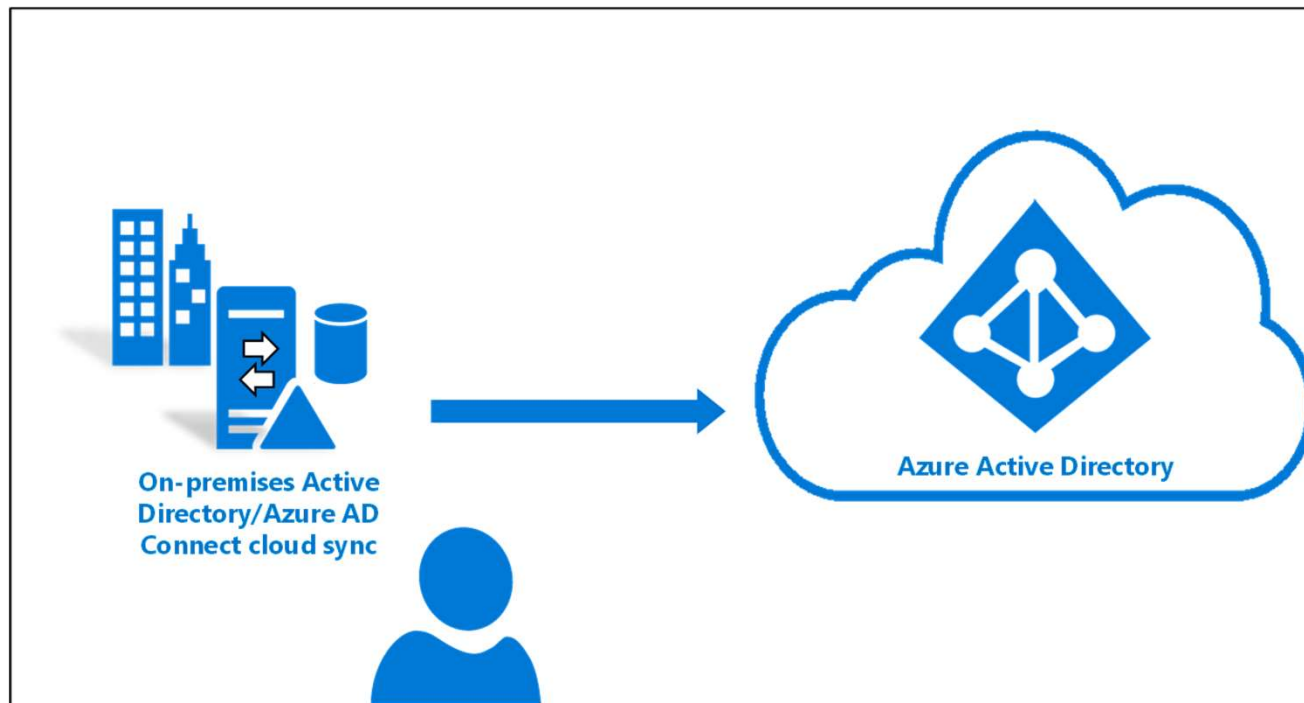 On-premises Active
Directory/Azure AD
Connect cloud sync
Azure Active Directory